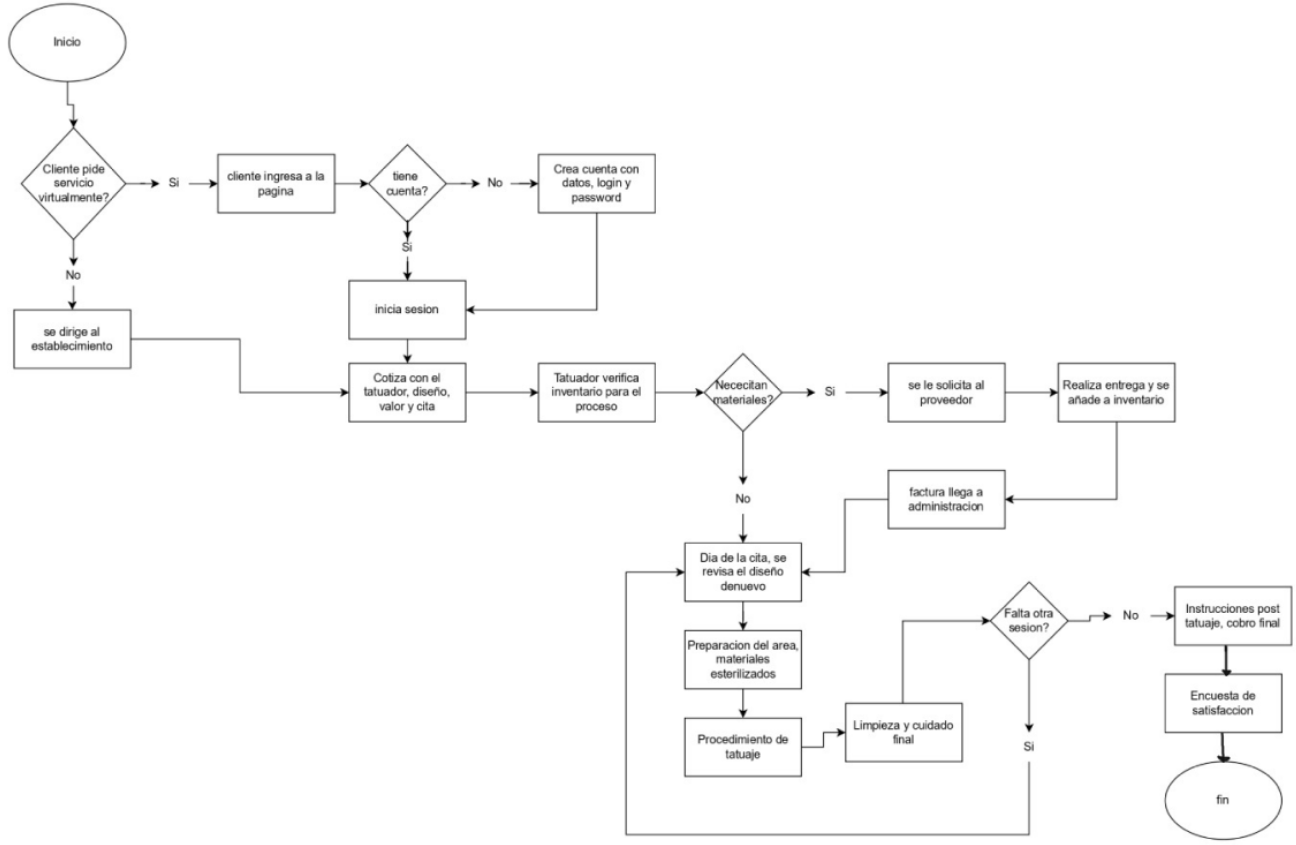 Inicio
Cliente pide
servicio
virtualmente?
Si
cliente ingresa a la
pagina
tiene
cuenta?
No
Crea cuenta con
datos, login y
password
Si
inicia sesion
No
se dirige al
establecimiento
Cotiza con el
tatuador, diseño,
valor y cita
Tatuador verifica
inventario para el
proceso
Nececitan
materiales?
Si
se le solicita al
proveedor
Realiza entrega y se
añade a inventario
factura llega a
administracion
No
Dia de la cita, se
revisa el diseño
denuevo
Preparacion del area,
materiales
esterilizados
Procedimiento de
tatuaje
Limpieza y cuidado
final
Falta otra
sesion?
Si
No
Instrucciones post
tatuaje, cobro final
Encuesta de
satisfaccion
fin